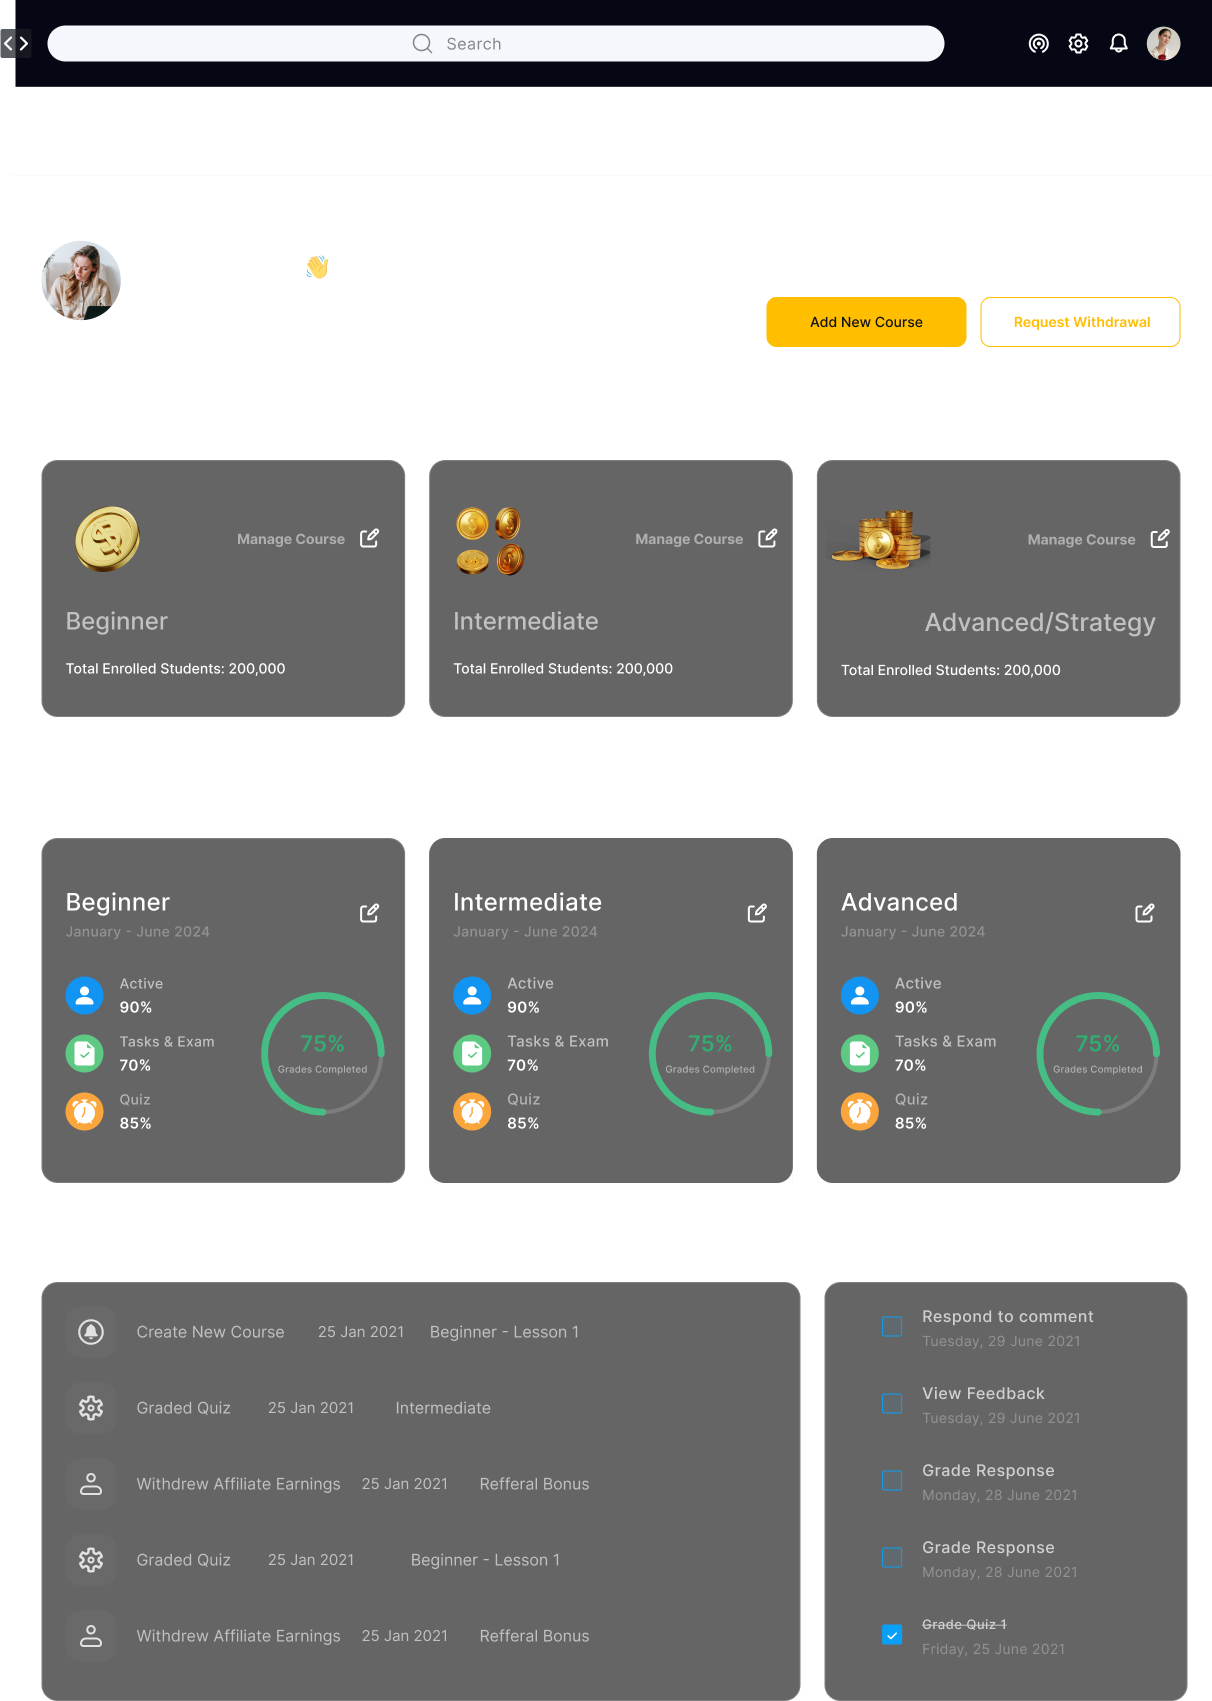 Search
Add New Course
Request Withdrawal
Manage Course
Beginner
Total Enrolled Students: 200,000
Manage Course
Intermediate
Total Enrolled Students: 200,000
Manage Course
Advanced/Strategy
Total Enrolled Students: 200,000
Beginner
January - June 2024
Active
90%
Tasks & Exam
70%
Quiz
85%
75%
Grades Completed
Intermediate
January - June 2024
Active
90%
Tasks & Exam
70%
Quiz
85%
75%
Grades Completed
Advanced
January - June 2024
Active
90%
Tasks & Exam
70%
Quiz
85%
75%
Grades Completed
Create New Course 25 Jan 2021 Beginner - Lesson 1
Graded Quiz 25 Jan 2021 Intermediate
Withdrew Affiliate Earnings 25 Jan 2021 Refferal Bonus
Graded Quiz 25 Jan 2021 Beginner - Lesson 1
Withdrew Affiliate Earnings 25 Jan 2021 Refferal Bonus
Respond to comment
Tuesday, 29 June 2021
View Feedback
Tuesday, 29 June 2021
Grade Response
Monday, 28 June 2021
Grade Response
Monday, 28 June 2021
Grade Quiz 1
Friday, 25 June 2021